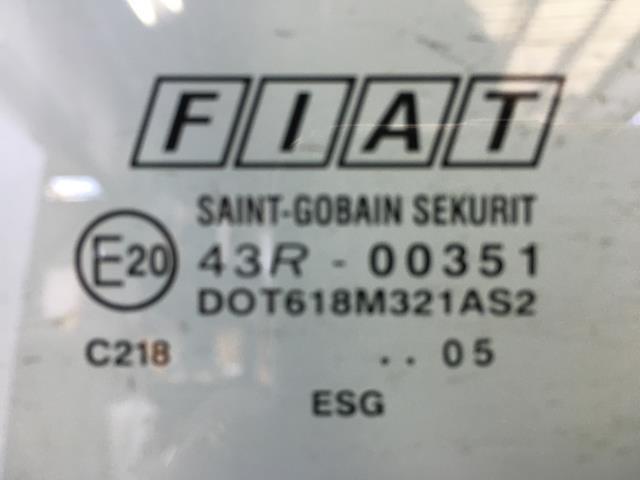 FIAT
SAINT-GOBAIN SEKURIT
E20 43R - 00351
DOT618M321AS2
C218 .. 05
ESG